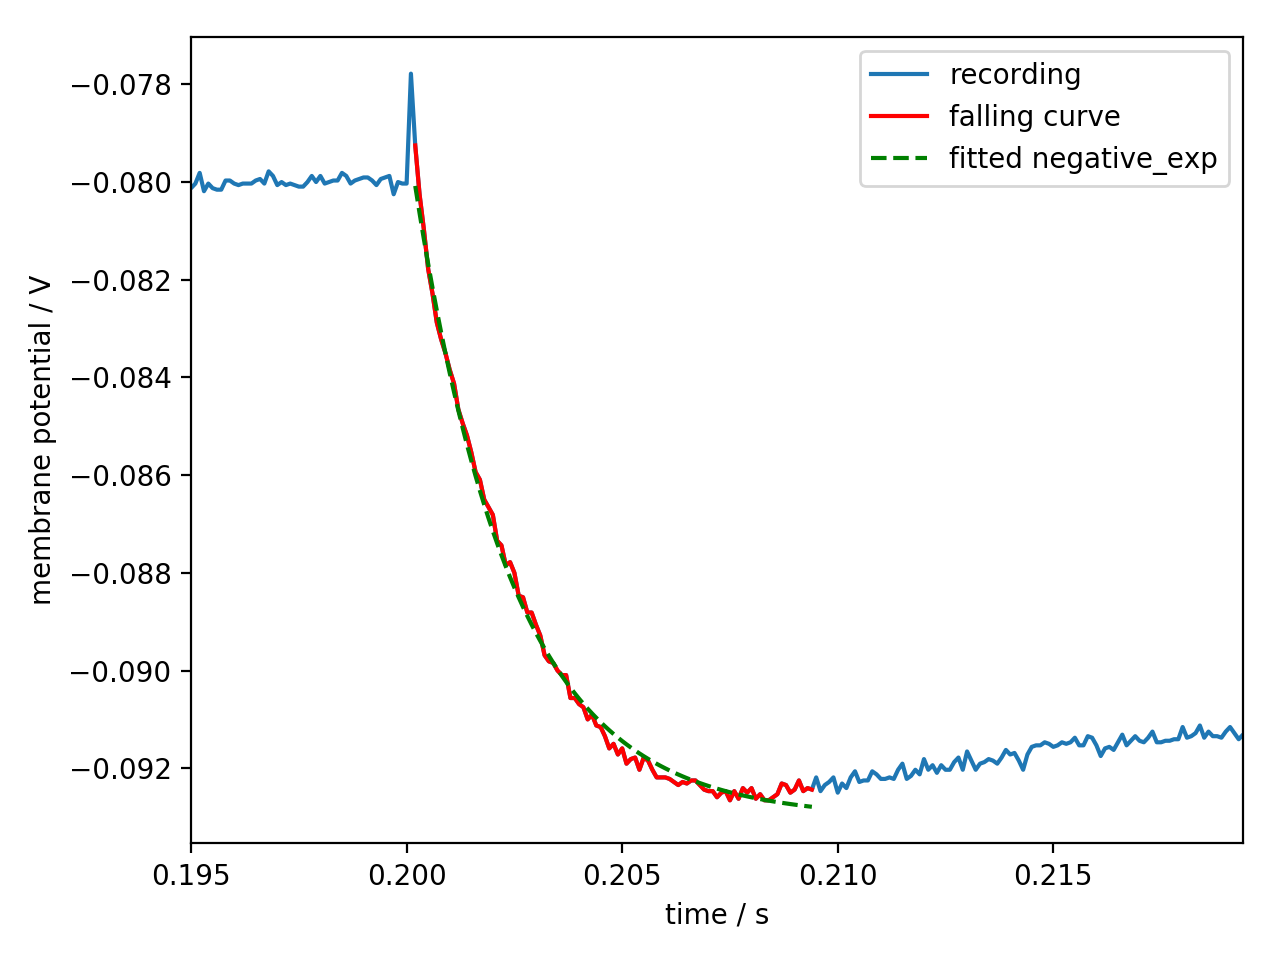 −0.078
−0.080
−0.082
−0.084
−0.086
−0.088
−0.090
−0.092
membrane potential / V
recording
falling curve
fitted negative_exp
0.195 0.200 0.205 0.210 0.215
time / s